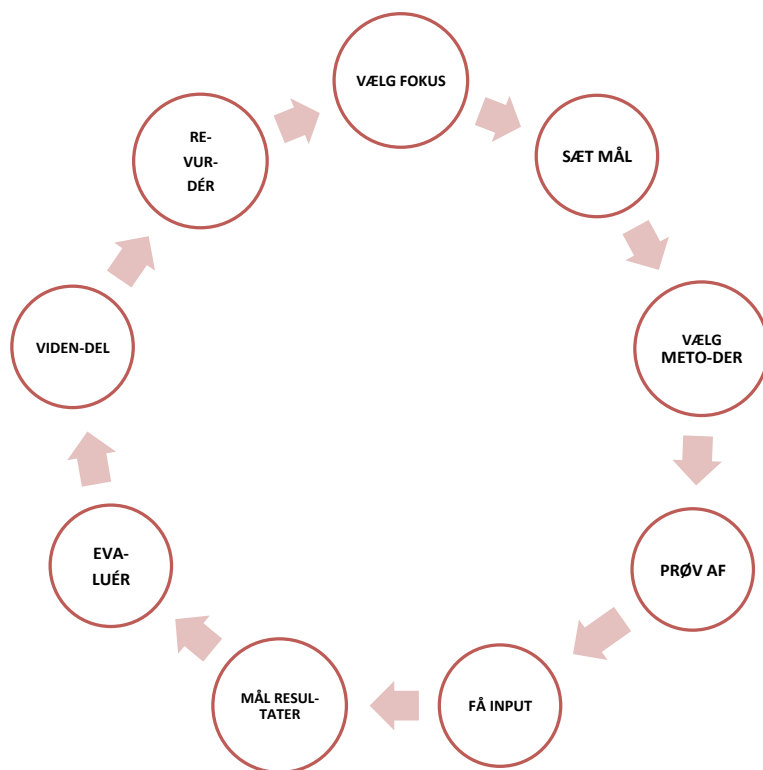 VÆLG FOKUS
SÆT MÅL
VÆLG
METO-DER
PRØV AF
FÅ INPUT
MÅL RESUL-
TATER
EVA-
LUÉR
VIDEN-DEL
RE-
VUR-
DÉR